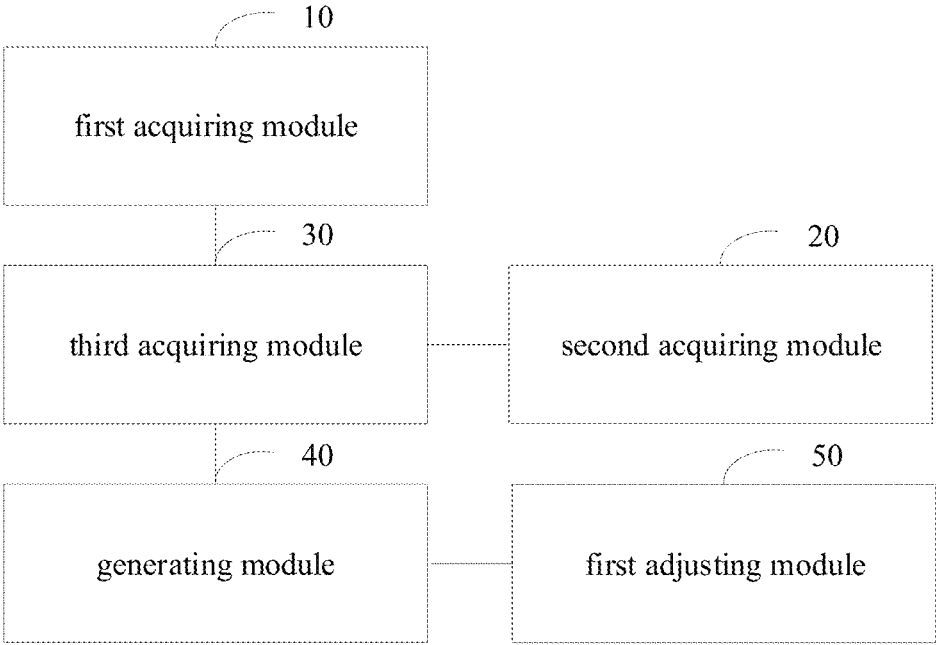 10
first acquiring module
30
20
third acquiring module
second acquiring module
40
50
generating module
first adjusting module